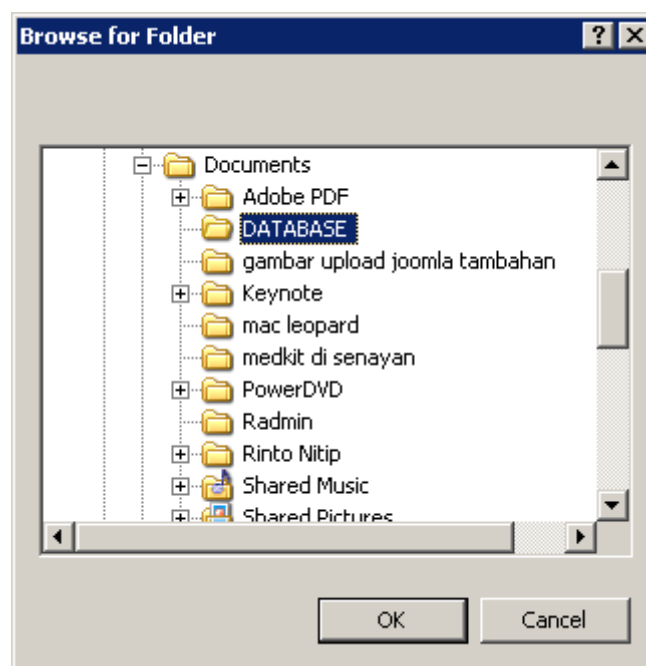 Browse for Folder
Documents
Adobe PDF
DATABASE
gambar upload joomla tambahan
Keynote
mac leopard
medkit di senayan
PowerDVD
Radmin
Rinto Nitip
Shared Music
Shared Pictures
OK Cancel